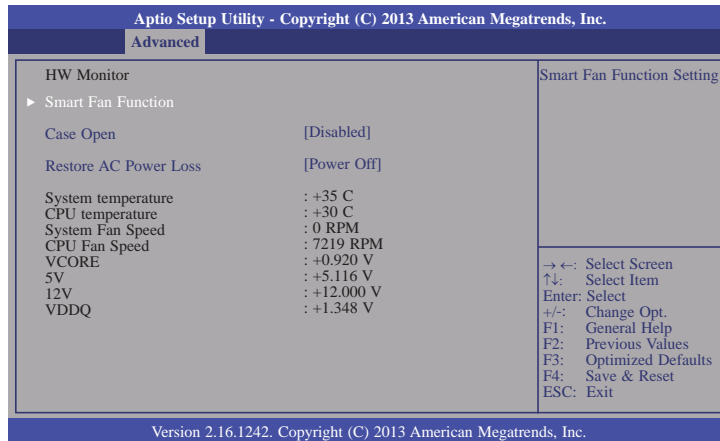 Aptio Setup Utility - Copyright (C) 2013 American Megatrends, Inc.
Advanced
HW Monitor
► Smart Fan Function
Case Open [Disabled]
Restore AC Power Loss [Power Off]
System temperature : +35 C
CPU temperature : +30 C
System Fan Speed : 0 RPM
CPU Fan Speed : 7219 RPM
VCORE : +0.920 V
5V : +5.116 V
12V : +12.000 V
VDDQ : +1.348 V
Smart Fan Function Setting
→ ←: Select Screen
↑↓: Select Item
Enter: Select
+/-: Change Opt.
F1: General Help
F2: Previous Values
F3: Optimized Defaults
F4: Save & Reset
ESC: Exit
Version 2.16.1242. Copyright (C) 2013 American Megatrends, Inc.